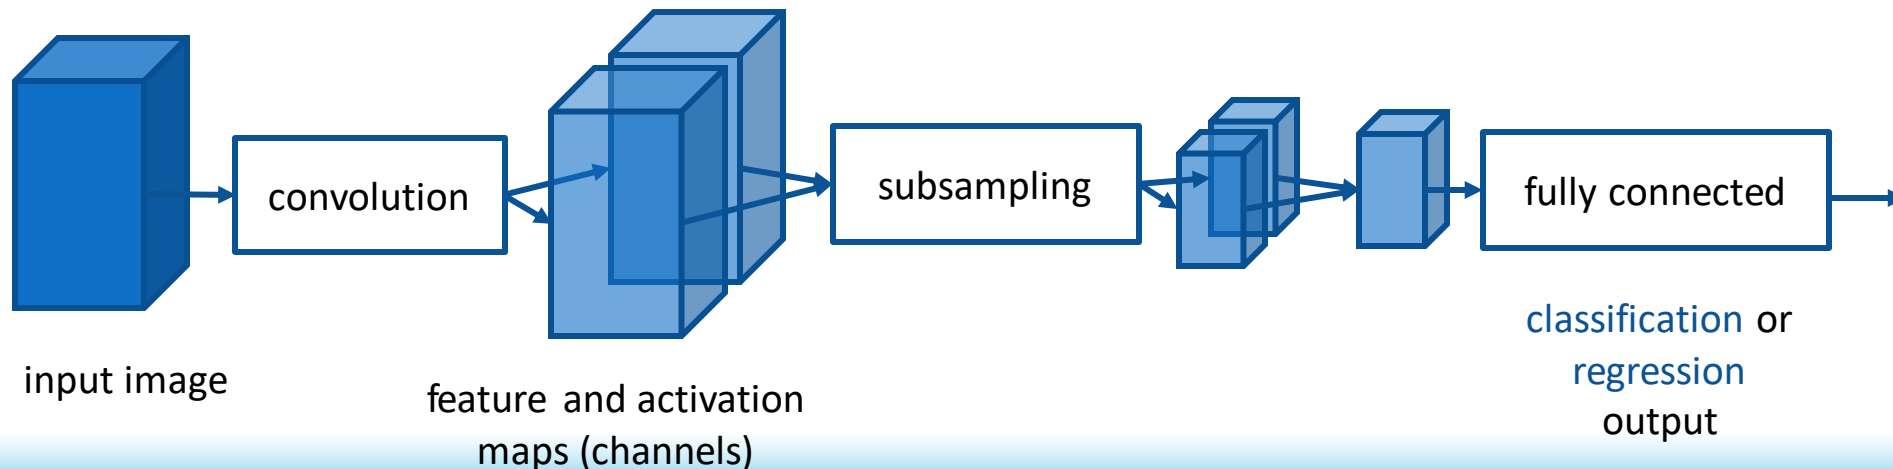 convolution
subsampling
fully connected
input image
feature and activation
maps (channels)
classification or
regression
output